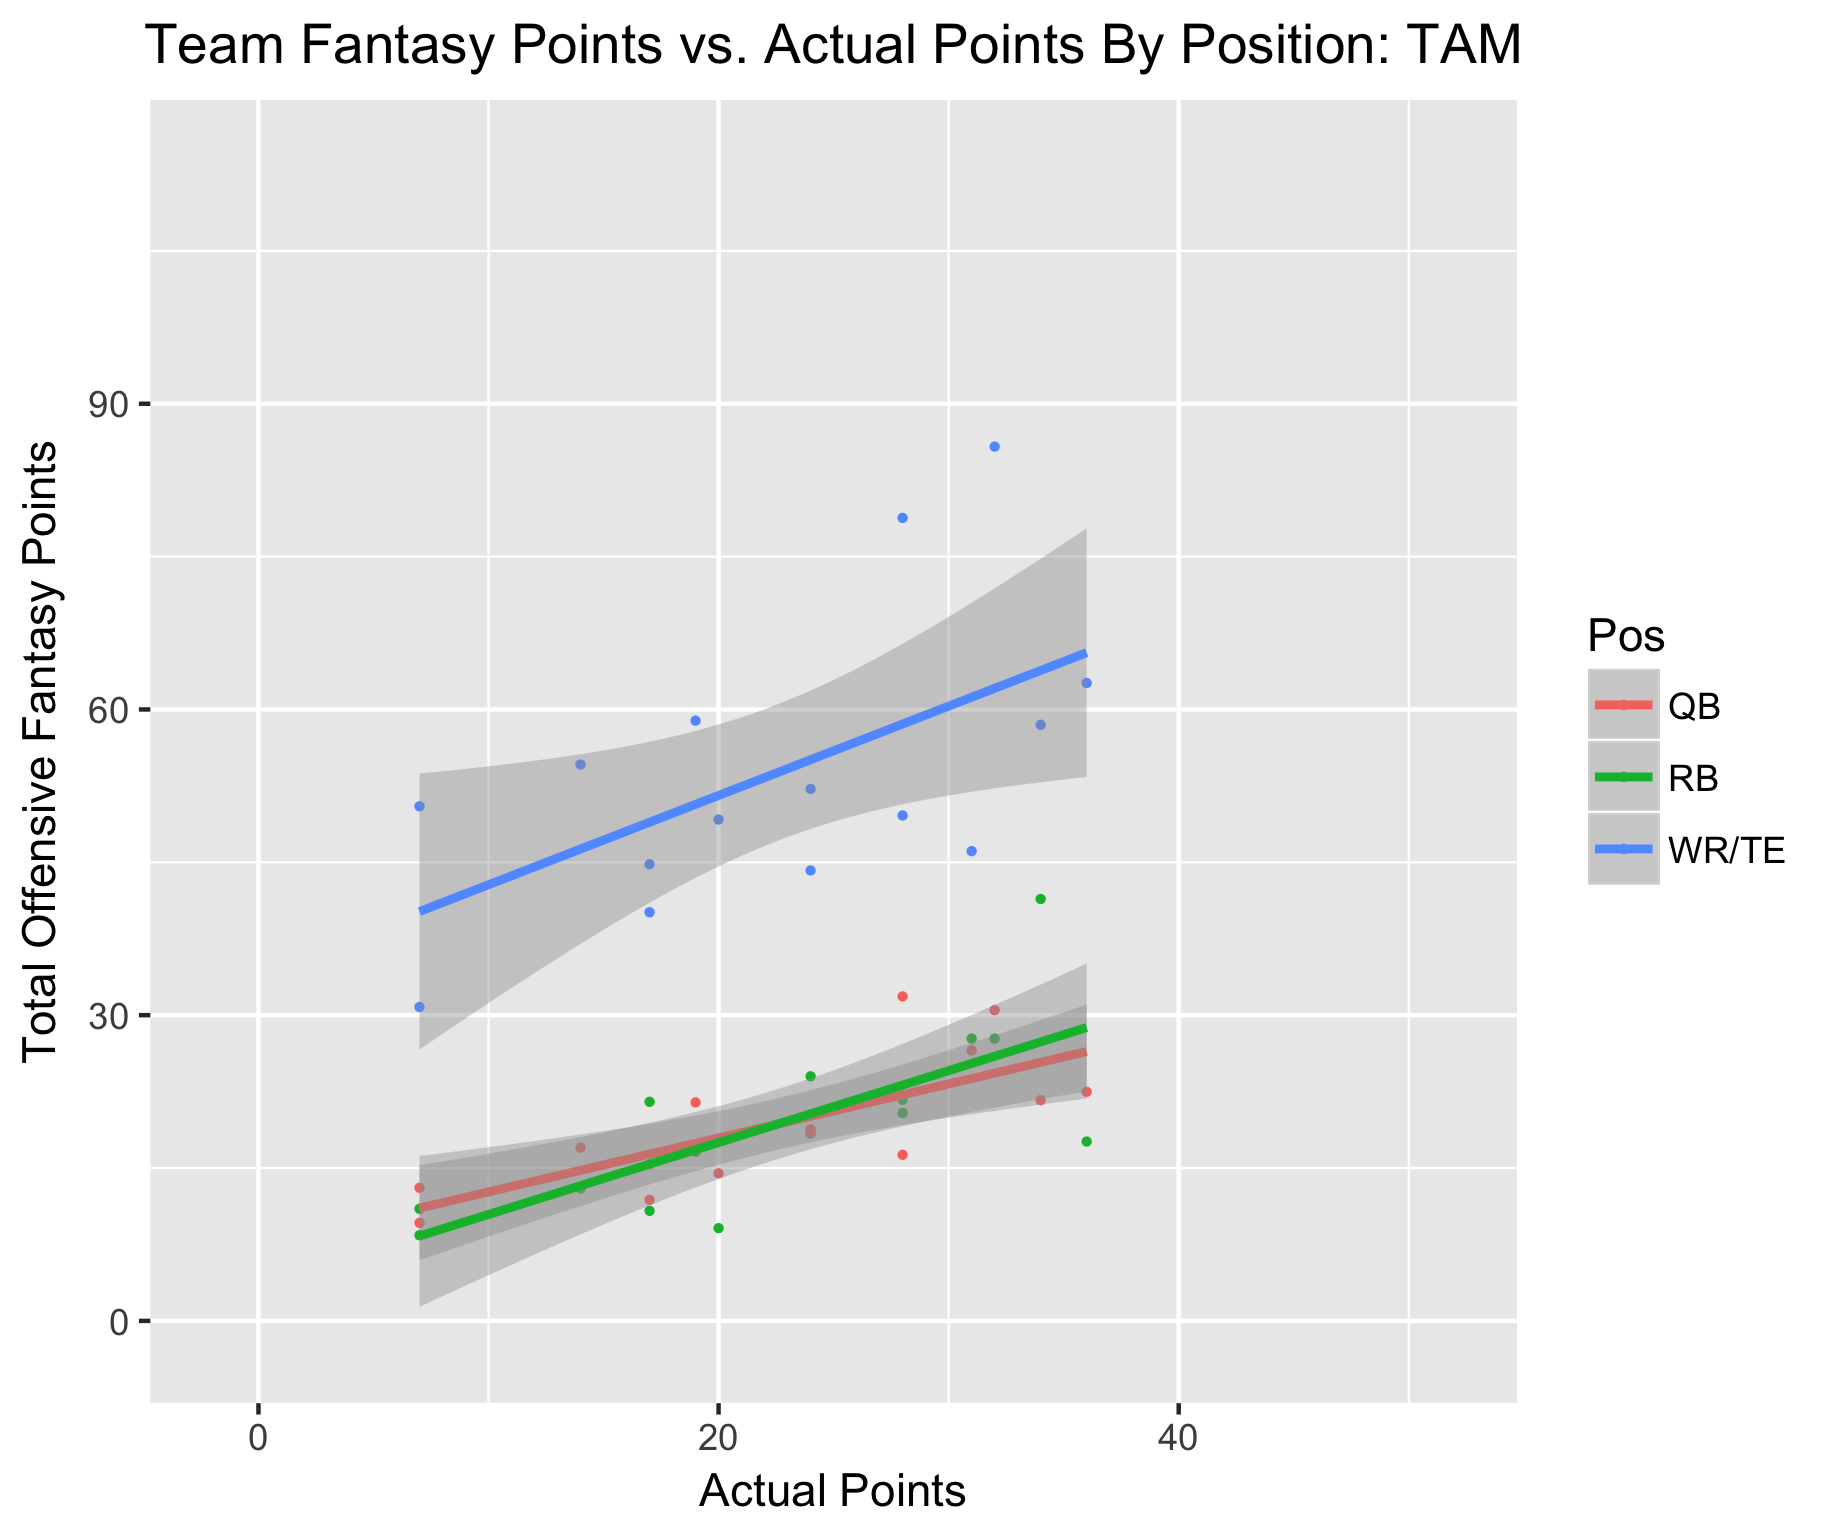 Team Fantasy Points vs. Actual Points By Position: TAM
Total Offensive Fantasy Points
90
60
30
0
0
20
40
Actual Points
Pos
QB
RB
WR/TE